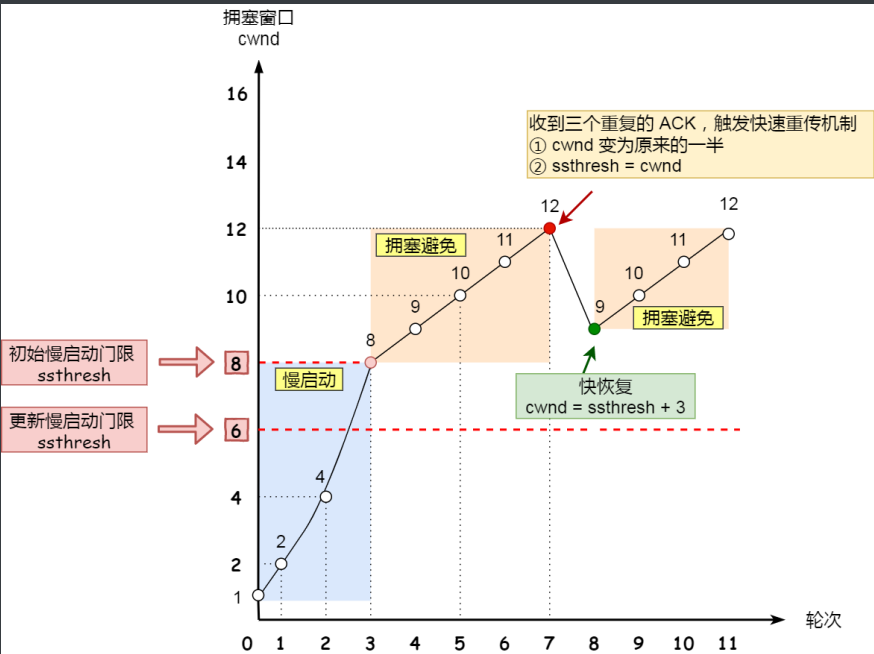 拥塞窗口
cwnd
16
14
12
10
8
6
4
2
1
初始慢启动门限
ssthresh
更新慢启动门限
ssthresh
慢启动
2
4
8
拥塞避免
9
10
11
12
收到三个重复的 ACK，触发快速重传机制
① cwnd 变为原来的一半
② ssthresh = cwnd
9
10
11
12
拥塞避免
快恢复
cwnd = ssthresh + 3
0 1 2 3 4 5 6 7 8 9 10 11
轮次